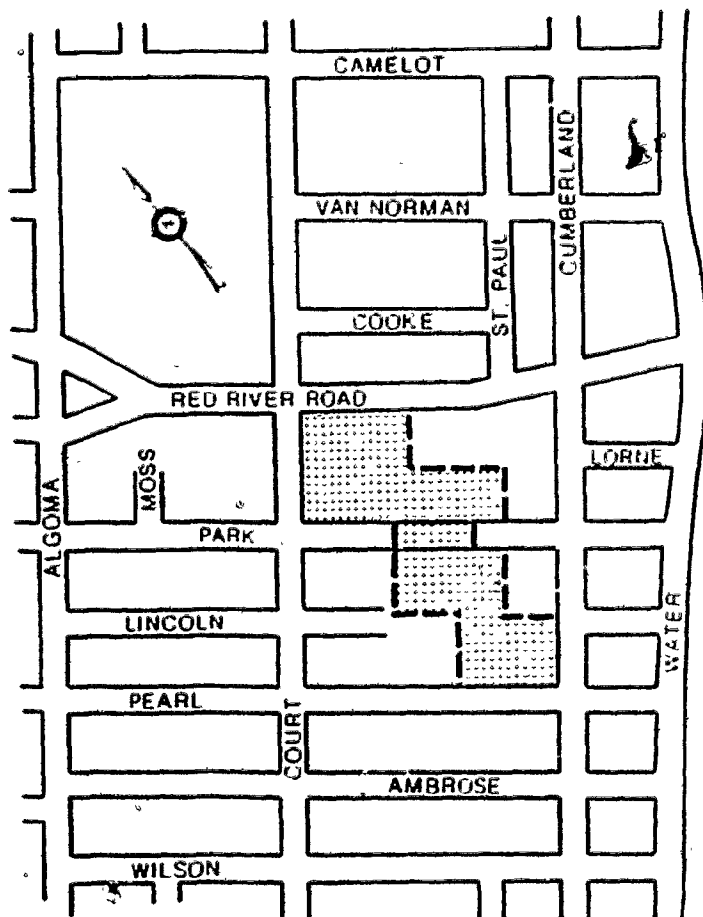 CAMELOT
CUMBERLAND
VAN NORMAN
ST. PAUL
COOKE
RED RIVER ROAD
LORNE
MOSS
ALGOMA
PARK
LINCOLN
WATER
PEARL
COURT
AMBROSE
WILSON